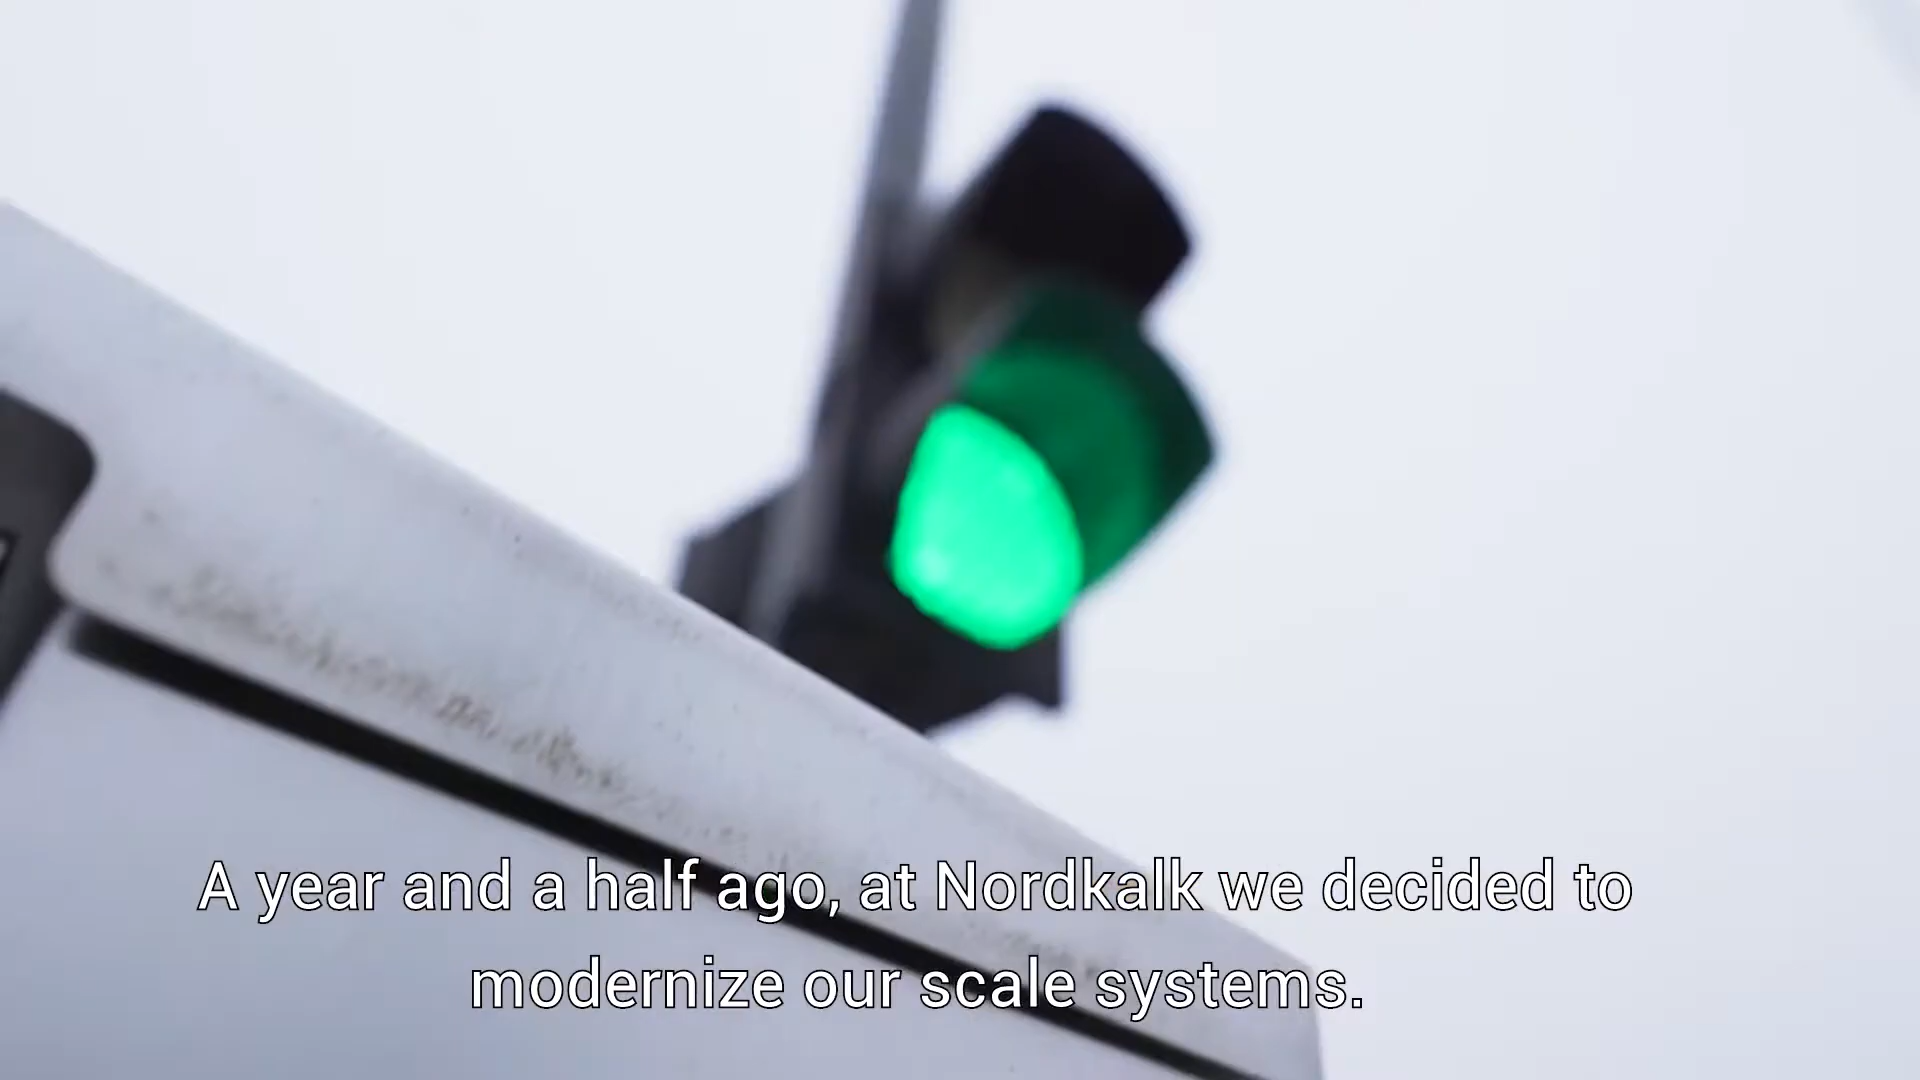 A year and a half ago, at Nordkalk we decided to
modernize our scale systems.